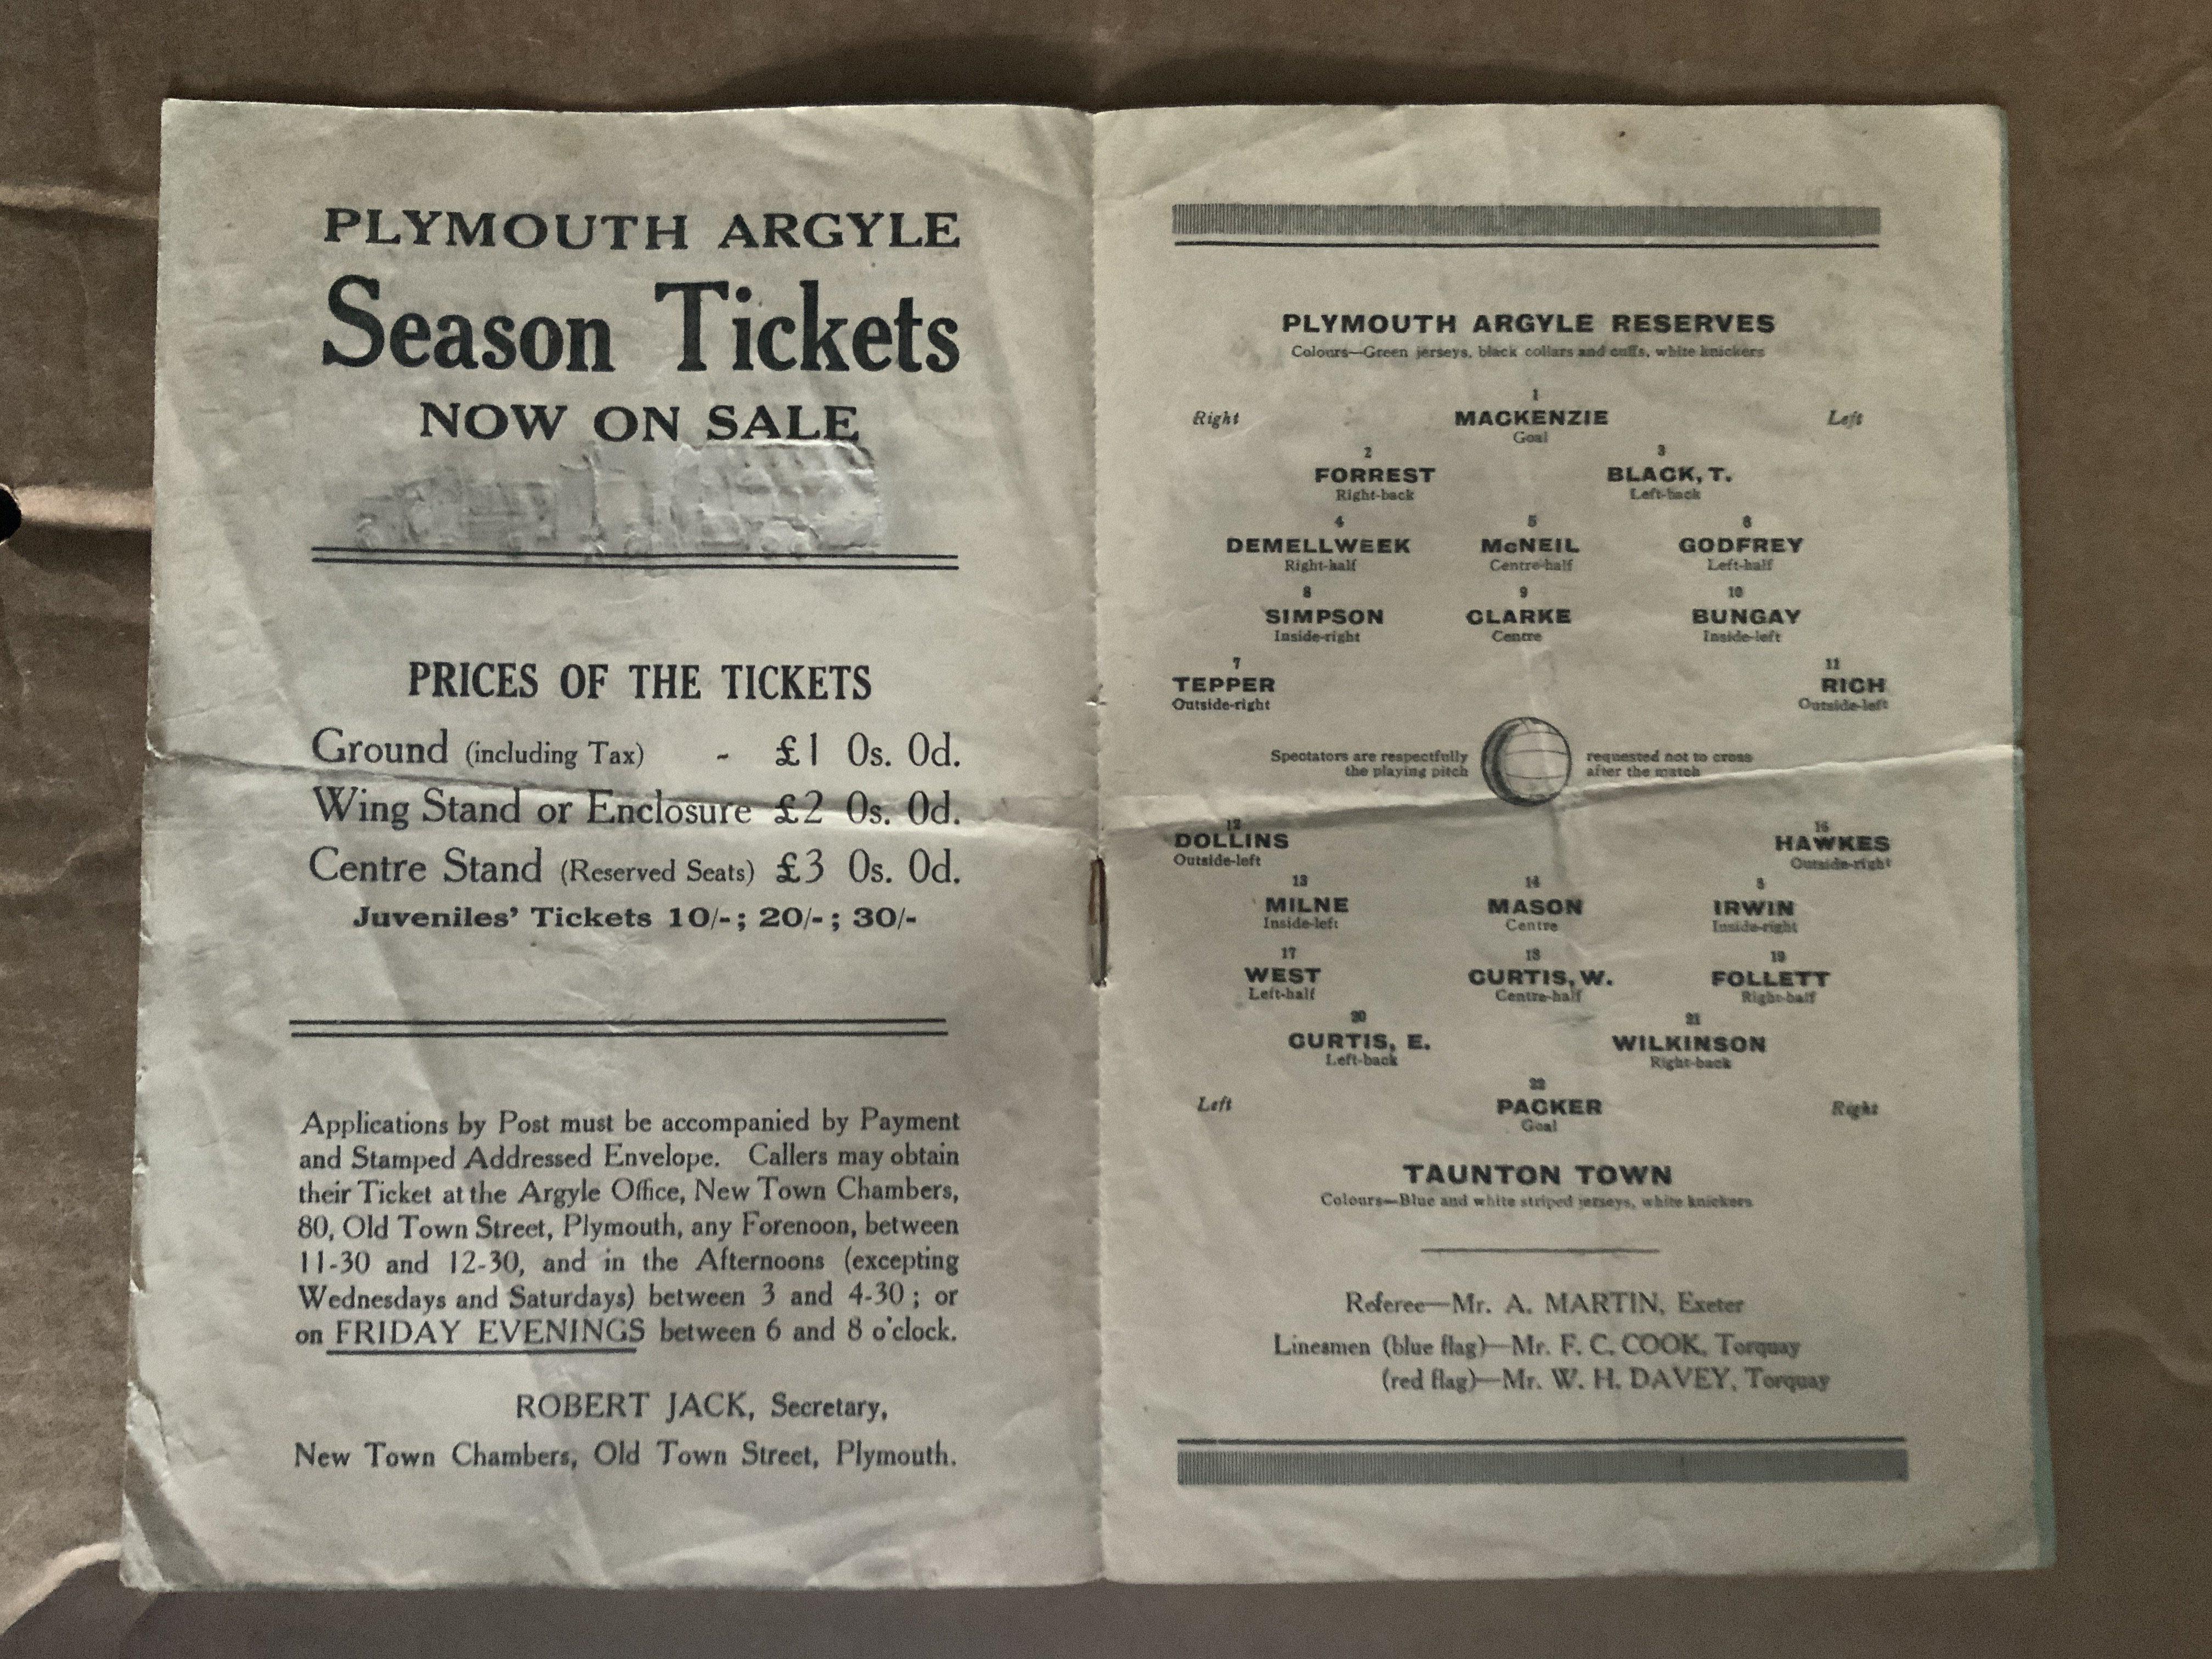 PLYMOUTH ARGYLE
Season Tickets
NOW ON SALE
PRICES OF THE TICKETS
Ground (including Tax) - £1 0s. 0d.
Wing Stand or Enclosure £2 0s. 0d.
Centre Stand (Reserved Seats) £3 0s. 0d.
Juveniles' Tickets 10/-; 20/-; 30/-
Applications by Post must be accompanied by Payment
and Stamped Addressed Envelope. Callers may obtain
their Ticket at the Argyle Office, New Town Chambers,
80, Old Town Street, Plymouth, any Forenoon, between
11-30 and 12-30, and in the Afternoons (excepting
Wednesdays and Saturdays) between 3 and 4-30; or
on FRIDAY EVENINGS between 6 and 8 o'clock.
ROBERT JACK, Secretary,
New Town Chambers, Old Town Street, Plymouth.
PLYMOUTH ARGYLE RESERVES
Colours—Green jerseys, black collars and cuffs, white knickers
1
Right MACKENZIE Left
Goal
2 3
FORREST BLACK, T.
Right-back Left-back
4 5 6
DEMELLWEEK McNEIL GODFREY
Right-half Centre-half Left-half
8 9 10
SIMPSON CLARKE BUNGAY
Inside-right Centre Inside-left
7 11
TEPPER RICH
Outside-right Outside-left
Spectators are respectfully requested not to cross
the playing pitch after the match
12 16
DOLLINS HAWKES
Outside-left Outside-right
13 14 5
MILNE MASON IRWIN
Inside-left Centre Inside-right
17 18 19
WEST CURTIS, W. FOLLETT
Left-half Centre-half Right-half
20 21
CURTIS, E. WILKINSON
Left-back Right-back
22
Left PACKER Right
Goal
TAUNTON TOWN
Colours—Blue and white striped jerseys, white knickers
Referee—Mr. A. MARTIN, Exeter
Linesmen (blue flag)—Mr. F. C. COOK, Torquay
(red flag)—Mr. W. H. DAVEY, Torquay